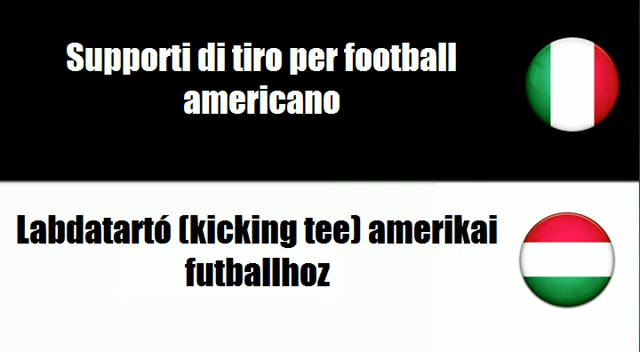 Supporti di tiro per football
americano
Labdatartó (kicking tee) amerikai
futballhoz